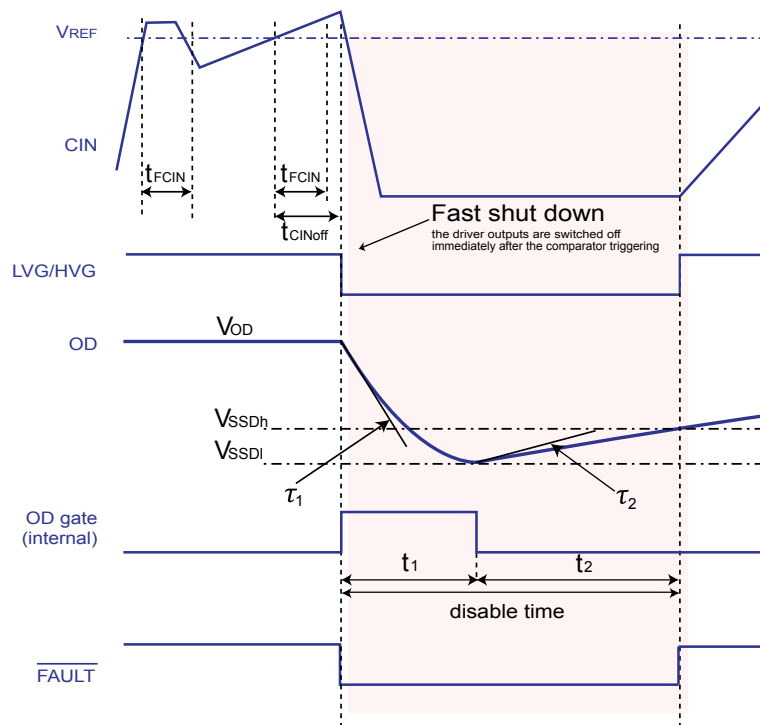 VREF
CIN
tFCIN
tFCIN
tCINoff
Fast shut down
the driver outputs are switched off
immediately after the comparator triggering
LVG/HVG
VOD
OD
VSSDh
VSSDl
τ1
τ2
OD gate
(internal)
t1
t2
disable time
FAULT